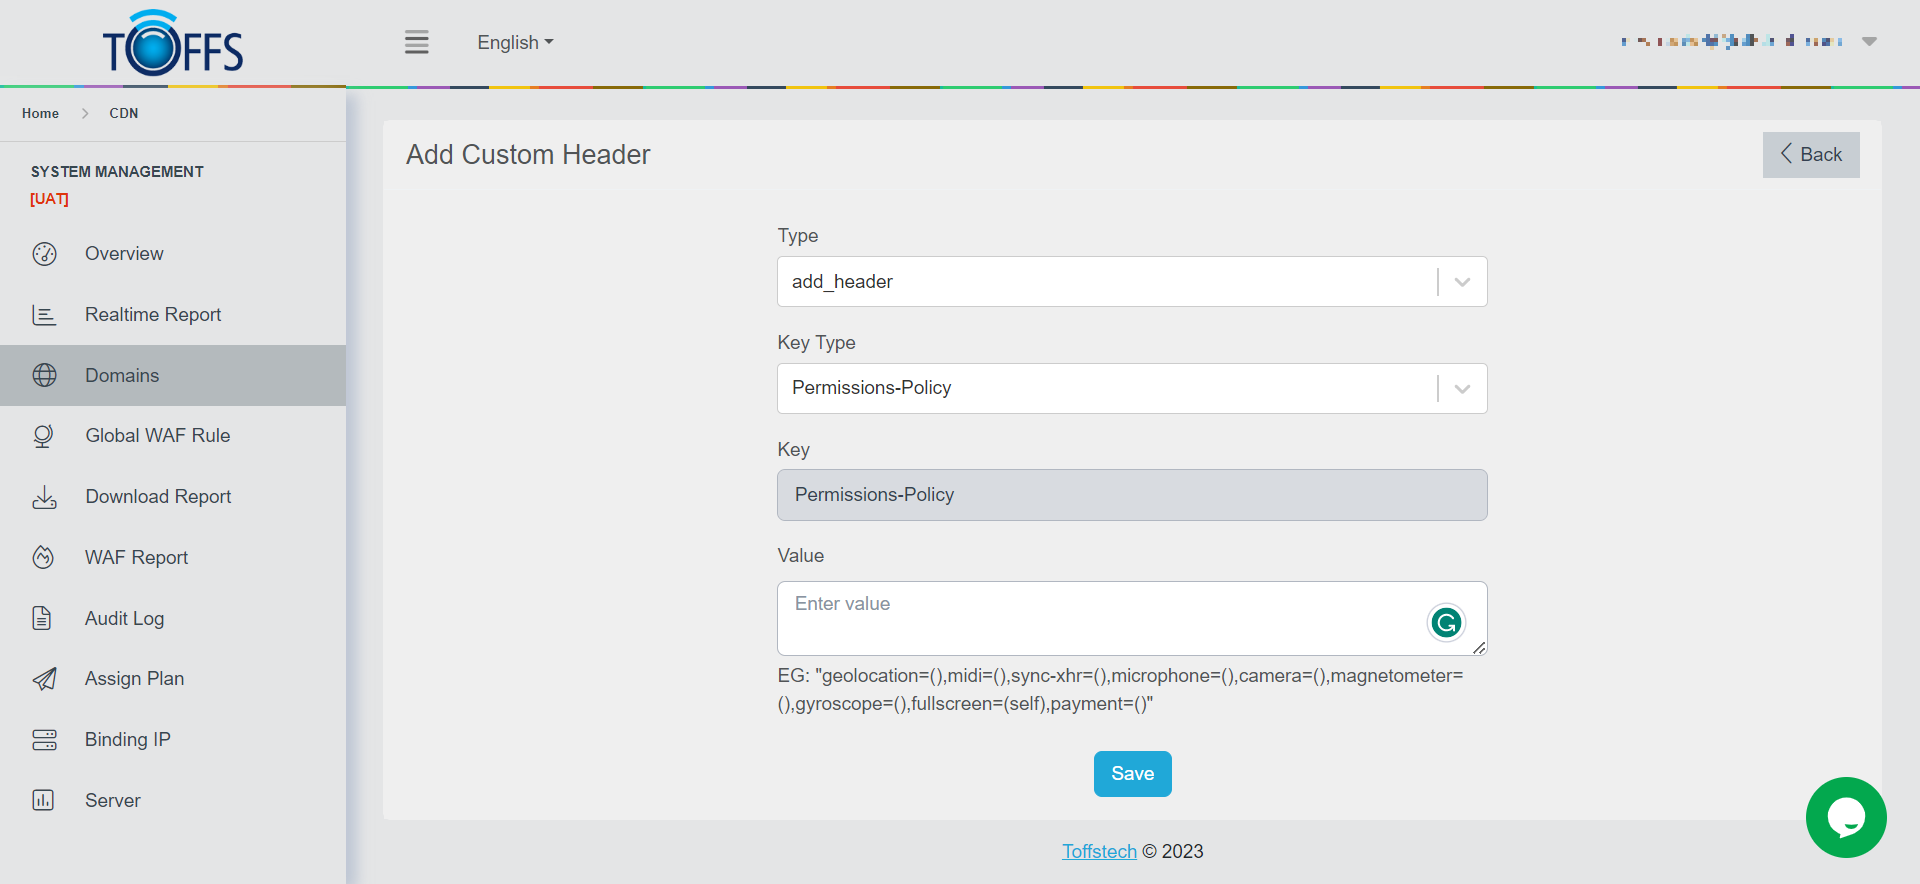 TOFFS
English
Home > CDN
SYSTEM MANAGEMENT
[UAT]
Overview
Realtime Report
Domains
Global WAF Rule
Download Report
WAF Report
Audit Log
Assign Plan
Binding IP
Server
Add Custom Header
Back
Type
add_header
Key Type
Permissions-Policy
Key
Permissions-Policy
Value
Enter value
EG: "geolocation=(),midi=(),sync-xhr=(),microphone=(),camera=(),magnetometer=
(),gyroscope=(),fullscreen=(self),payment=()"
Save
Toffstech © 2023